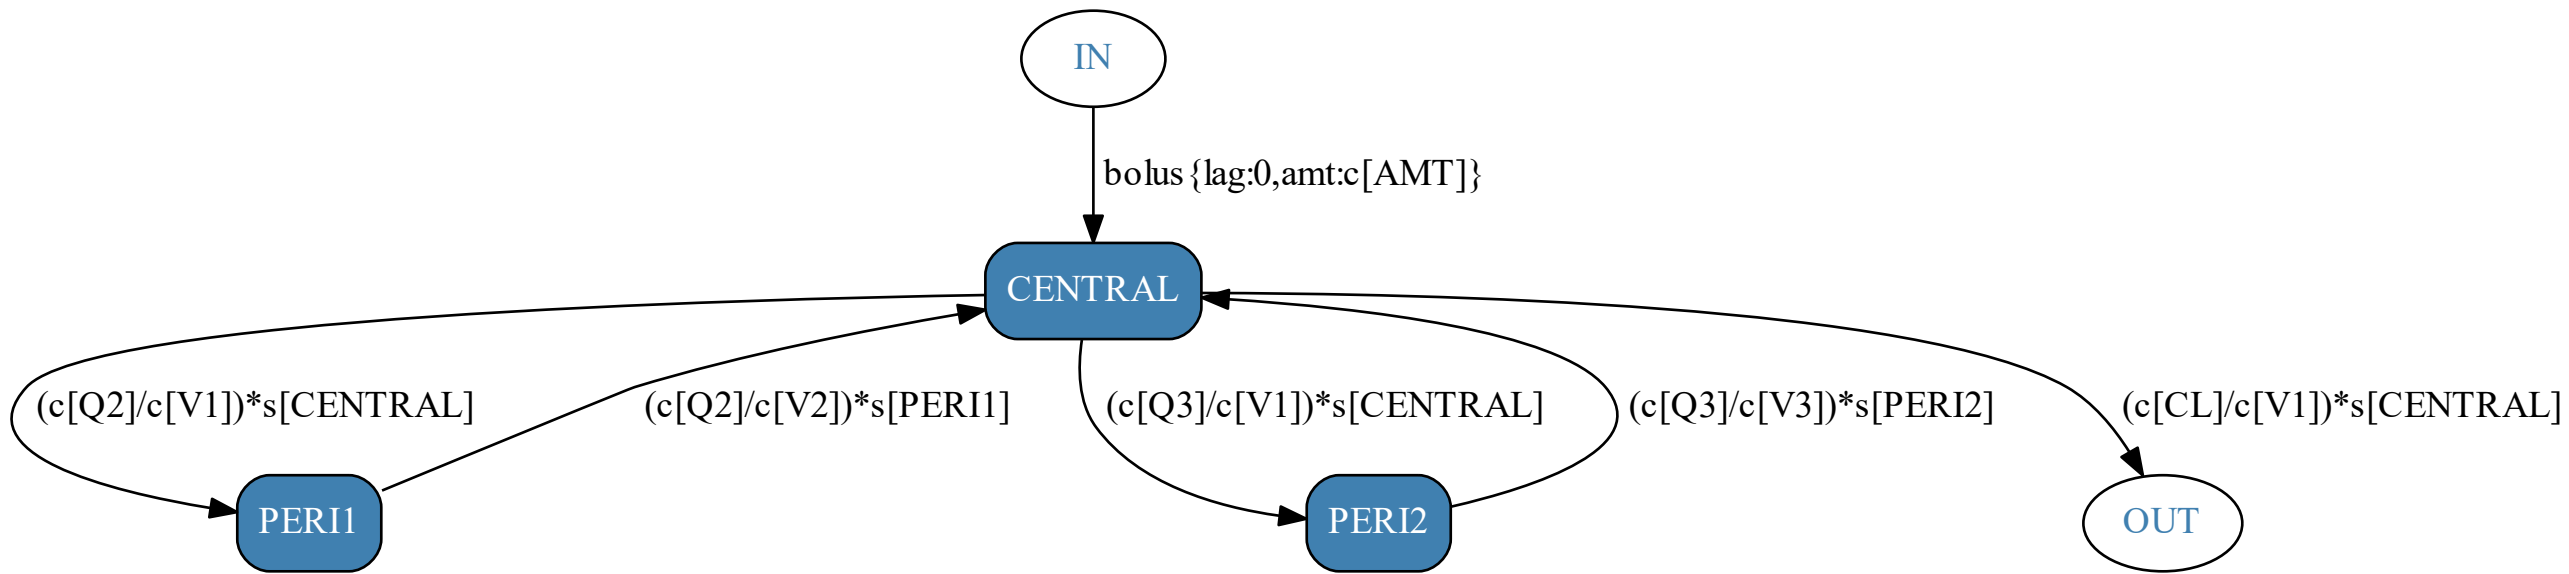 IN
bolus{lag:0,amt:c[AMT]}
CENTRAL
(c[Q2]/c[V1])*s[CENTRAL]
(c[Q2]/c[V2])*s[PERI1]
(c[Q3]/c[V1])*s[CENTRAL]
(c[Q3]/c[V3])*s[PERI2]
(c[CL]/c[V1])*s[CENTRAL]
PERI1
PERI2
OUT